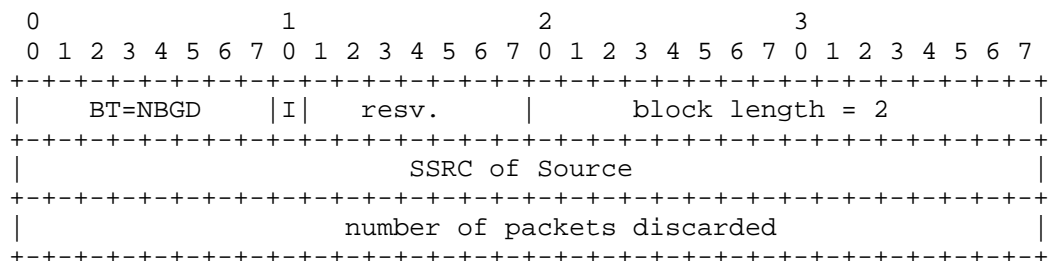 0                   1                   2                   3
 0 1 2 3 4 5 6 7 0 1 2 3 4 5 6 7 0 1 2 3 4 5 6 7 0 1 2 3 4 5 6 7
+-+-+-+-+-+-+-+-+-+-+-+-+-+-+-+-+-+-+-+-+-+-+-+-+-+-+-+-+-+-+-+-+
|    BT=NBGD    |I|   resv.     |      block length = 2         |
+-+-+-+-+-+-+-+-+-+-+-+-+-+-+-+-+-+-+-+-+-+-+-+-+-+-+-+-+-+-+-+-+
|                        SSRC of Source                         |
+-+-+-+-+-+-+-+-+-+-+-+-+-+-+-+-+-+-+-+-+-+-+-+-+-+-+-+-+-+-+-+-+
|                    number of packets discarded                |
+-+-+-+-+-+-+-+-+-+-+-+-+-+-+-+-+-+-+-+-+-+-+-+-+-+-+-+-+-+-+-+-+